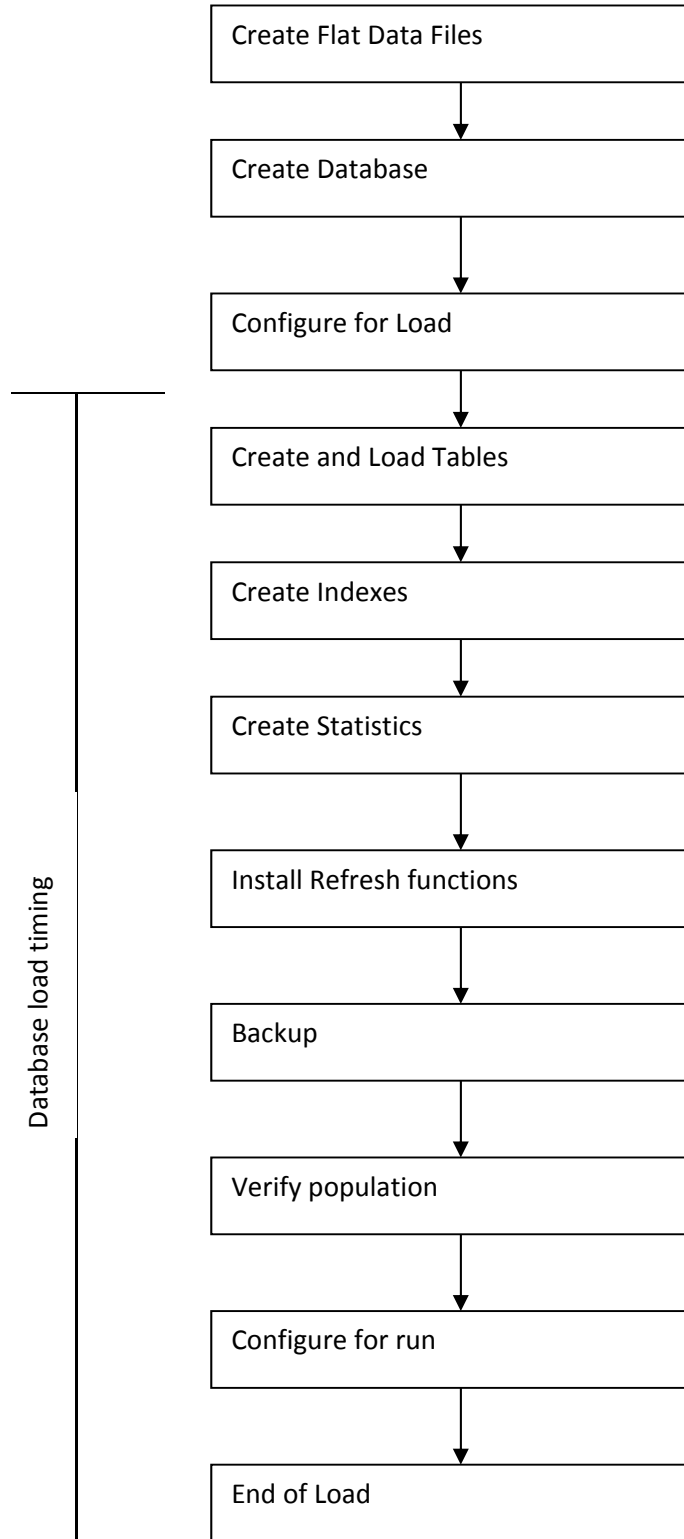 Create Flat Data Files
Create Database
Configure for Load
Create and Load Tables
Create Indexes
Create Statistics
Install Refresh functions
Backup
Verify population
Configure for run
End of Load
Database load timing